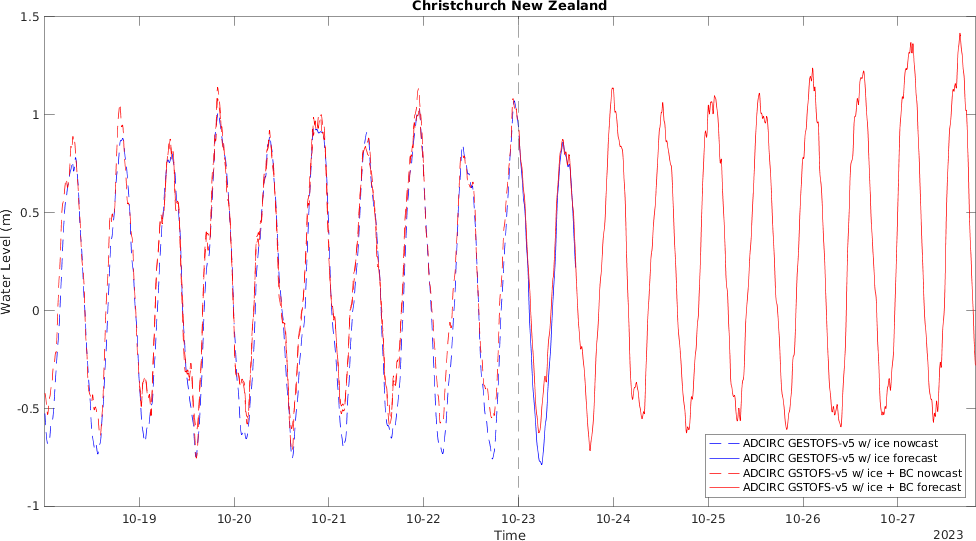 Christchurch New Zealand
Water Level (m)
1.5
1
0.5
0
-0.5
-1
10-19
10-20
10-21
10-22
10-23
10-24
10-25
10-26
10-27
Time
2023
ADCIRC GESTOFS-v5 w/ ice nowcast
ADCIRC GESTOFS-v5 w/ ice forecast
ADCIRC GSTOFS-v5 w/ ice + BC nowcast
ADCIRC GSTOFS-v5 w/ ice + BC forecast